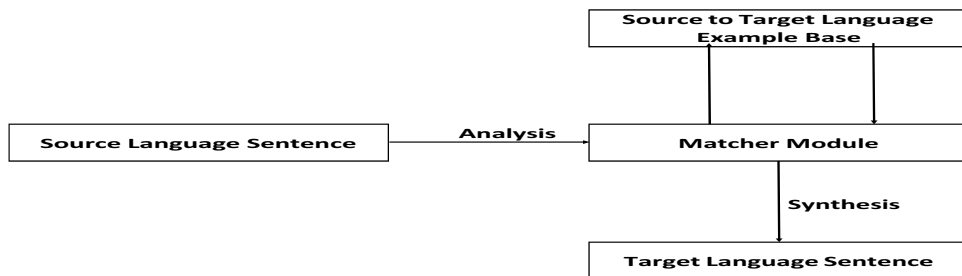 Source to Target Language
Example Base
Source Language Sentence
Analysis
Matcher Module
Synthesis
Target Language Sentence